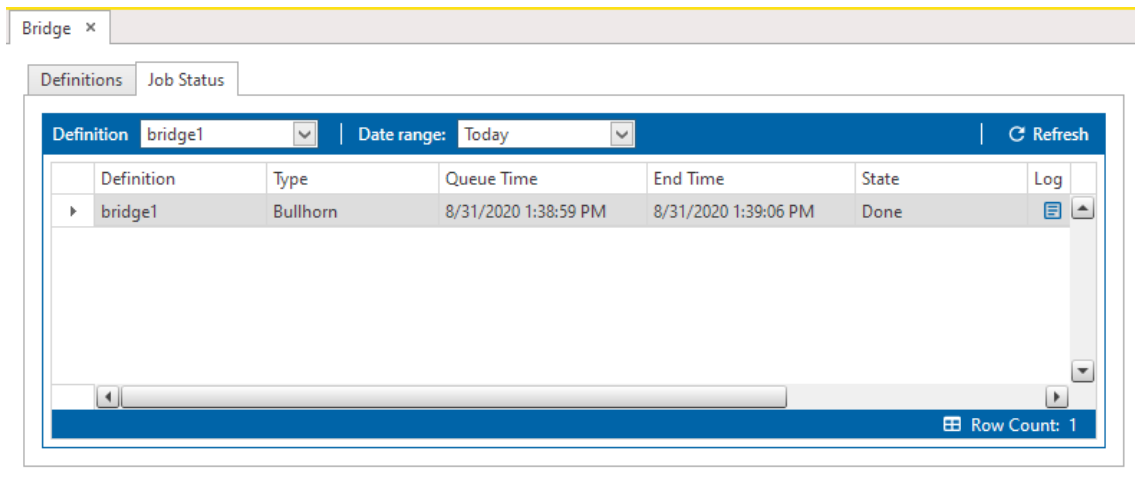 Bridge ×
Definitions Job Status
Definition bridge1 Date range: Today Refresh
Definition Type Queue Time End Time State Log
bridge1 Bullhorn 8/31/2020 1:38:59 PM 8/31/2020 1:39:06 PM Done
Row Count: 1